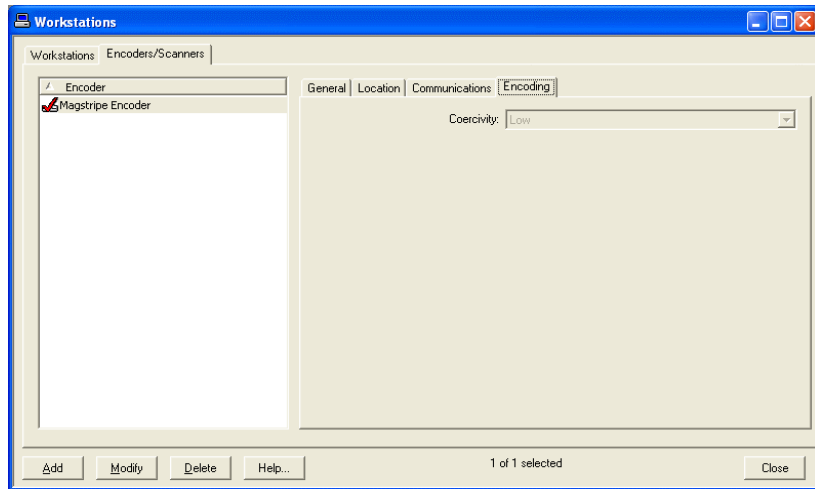 Workstations
Workstations Encoders/Scanners
Encoder
Magstripe Encoder
General Location Communications Encoding
Coercivity: Low
Add Modify Delete Help... 1 of 1 selected Close